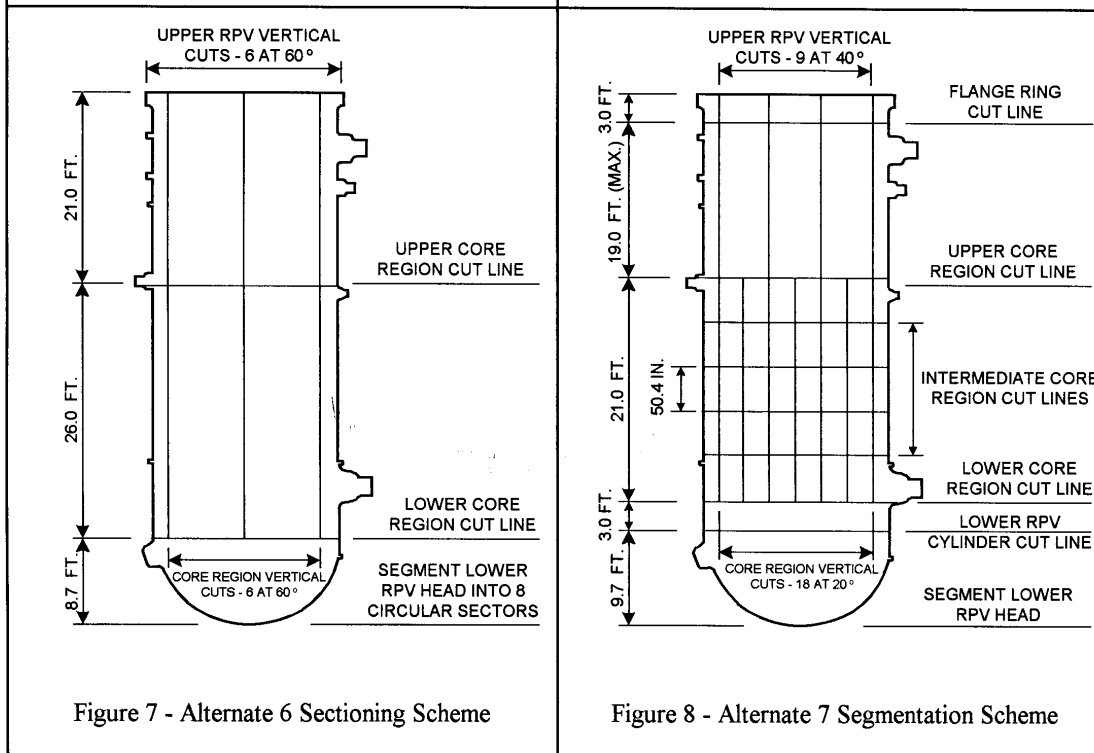 UPPER RPV VERTICAL
CUTS - 6 AT 60°
21.0 FT.
UPPER CORE
REGION CUT LINE
26.0 FT.
LOWER CORE
REGION CUT LINE
8.7 FT.
CORE REGION VERTICAL
CUTS - 6 AT 60°
SEGMENT LOWER
RPV HEAD INTO 8
CIRCULAR SECTORS
Figure 7 - Alternate 6 Sectioning Scheme
UPPER RPV VERTICAL
CUTS - 9 AT 40°
3.0 FT.
FLANGE RING
CUT LINE
19.0 FT. (MAX.)
UPPER CORE
REGION CUT LINE
21.0 FT.
50.4 IN.
INTERMEDIATE CORE
REGION CUT LINES
LOWER CORE
REGION CUT LINE
3.0 FT.
LOWER RPV
CYLINDER CUT LINE
9.7 FT.
CORE REGION VERTICAL
CUTS - 18 AT 20°
SEGMENT LOWER
RPV HEAD
Figure 8 - Alternate 7 Segmentation Scheme